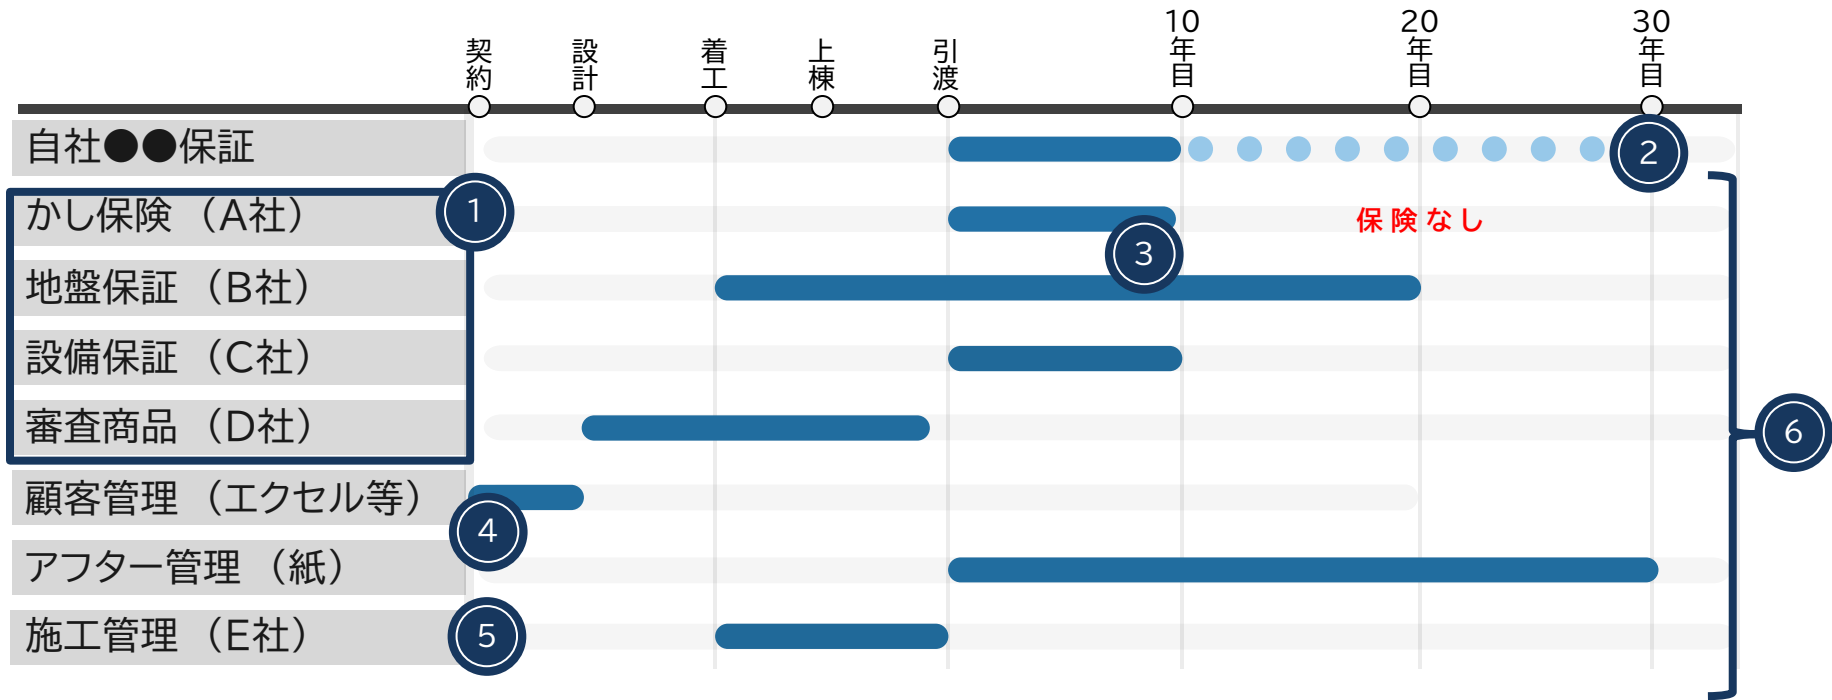 契約
設計
着工
上棟
引渡
10年目
20年目
30年目
自社●●保証
2
かし保険（A社）
1
保険なし
3
地盤保証（B社）
設備保証（C社）
審査商品（D社）
6
顧客管理（エクセル等）
4
アフター管理（紙）
施工管理（E社）
5